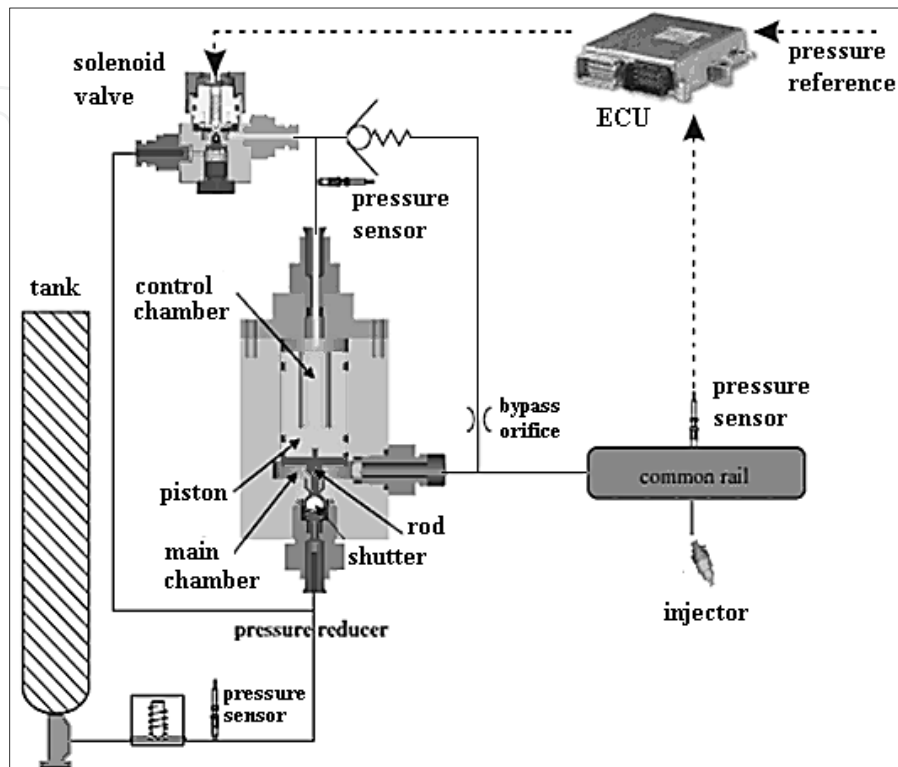 solenoid
valve
pressure
reference
ECU
pressure
sensor
tank
control
chamber
pressure
sensor
bypass
orifice
common rail
piston
rod
shutter
main
chamber
injector
pressure reducer
pressure
sensor